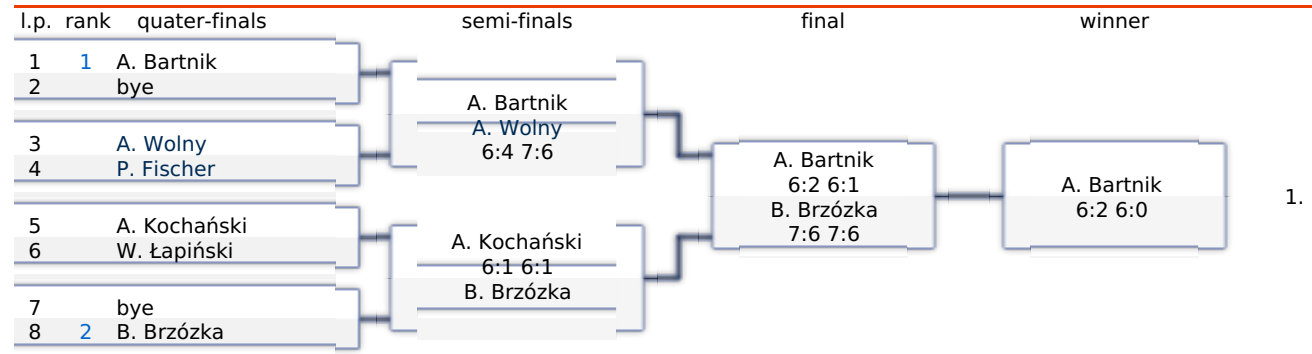 l.p. rank quater-finals semi-finals final winner
1 1 A. Bartnik
2 bye
3 A. Wolny
4 P. Fischer
5 A. Kochański
6 W. Łapiński
7 bye
8 2 B. Brzózka
A. Bartnik
A. Wolny
6:4 7:6
A. Kochański
6:1 6:1
B. Brzózka
A. Bartnik
6:2 6:1
B. Brzózka
7:6 7:6
A. Bartnik
6:2 6:0
1.